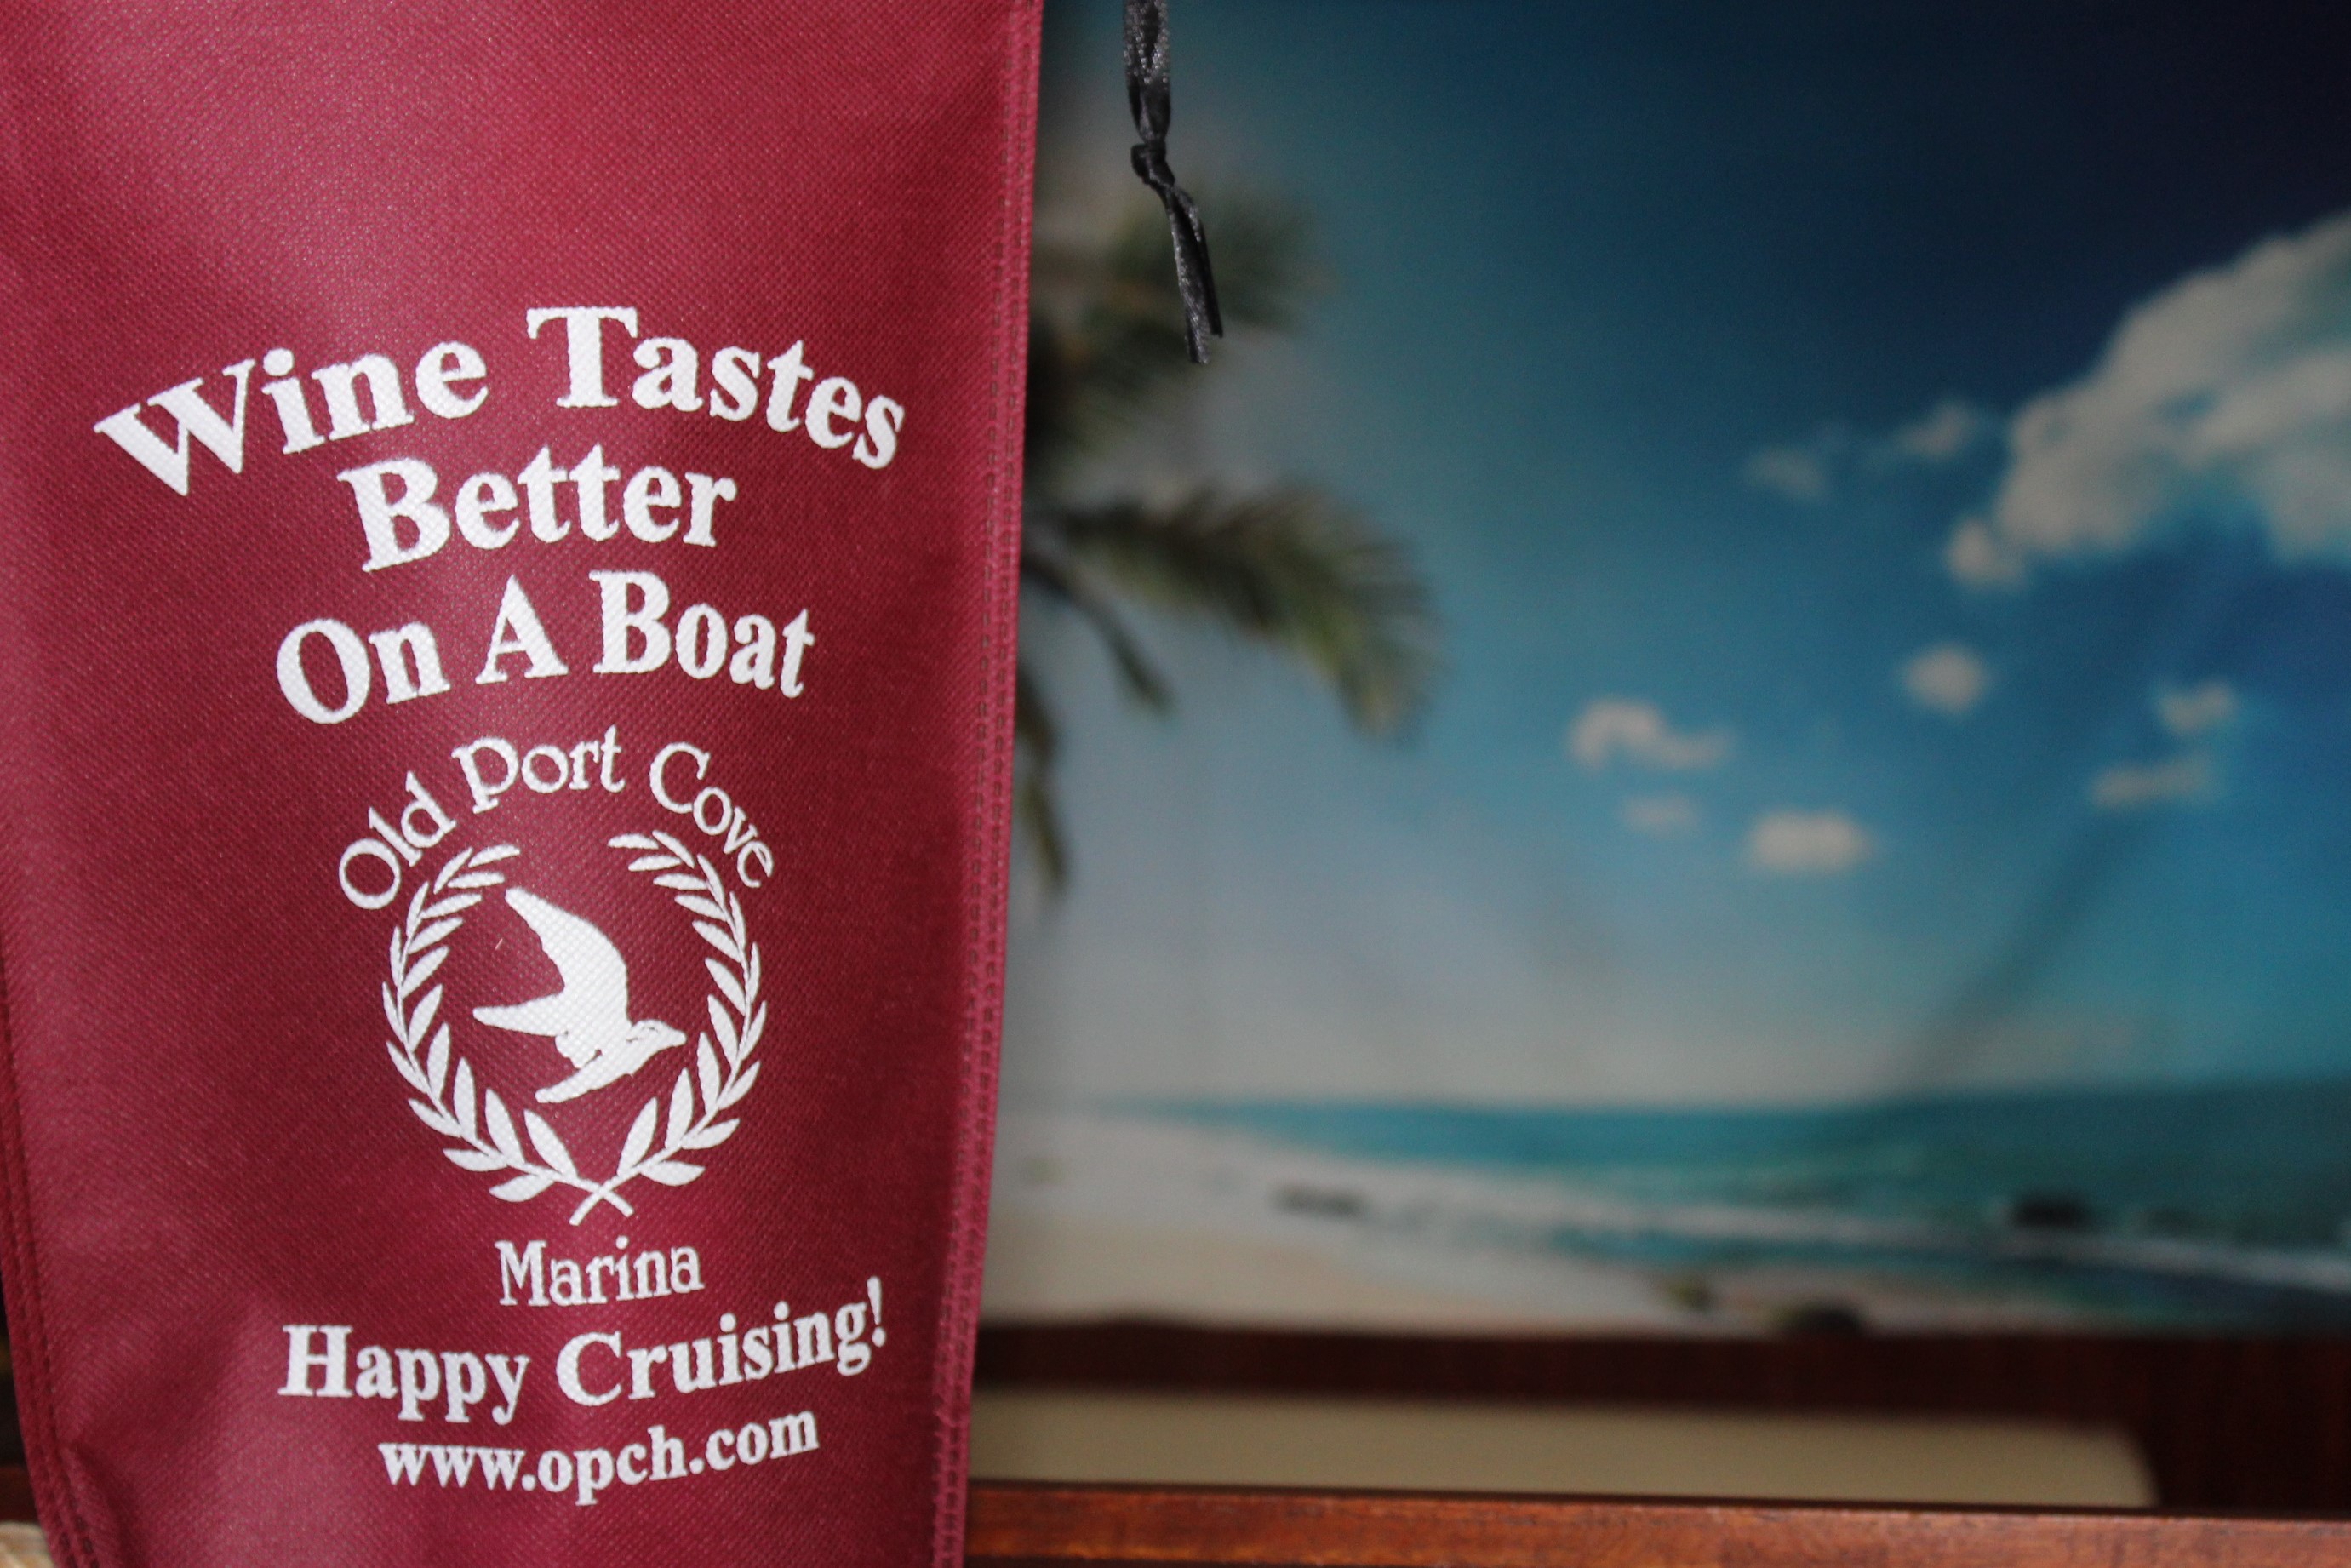 Wine Tastes
Better
On A Boat
Old Port Cove
Marina
Happy Cruising!
www.opch.com